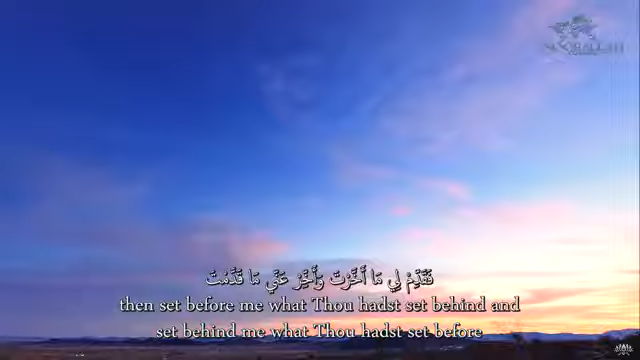 فَقَدِّمْ لِي مَا أَخَّرْتَ وَأَخِّرْ عَنِّي مَا قَدَّمْتَ
then set before me what Thou hadst set behind and
set behind me what Thou hadst set before